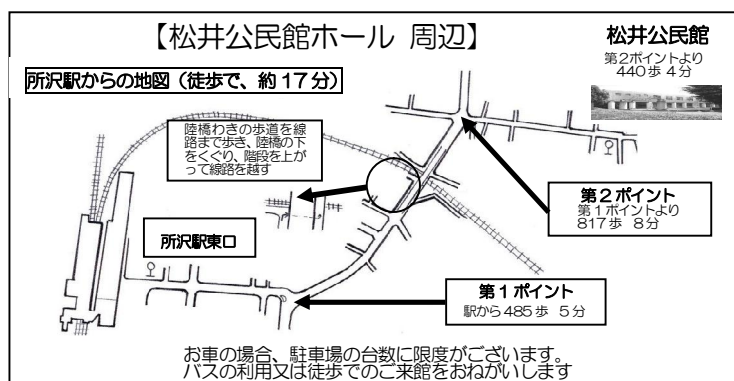 【松井公民館ホール 周辺】
松井公民館
第2ポイントより
440歩 4分
所沢駅からの地図（徒歩で、約17分）
陸橋わきの歩道を線
路まで歩き、陸橋の下
をくぐり、階段を上が
って線路を越す
第2ポイント
第1ポイントより
817歩 8分
所沢駅東口
第1ポイント
駅から485歩 5分
お車の場合、駐車場の台数に限度がございます。
バスの利用又は徒歩でのご来館をおねがいします